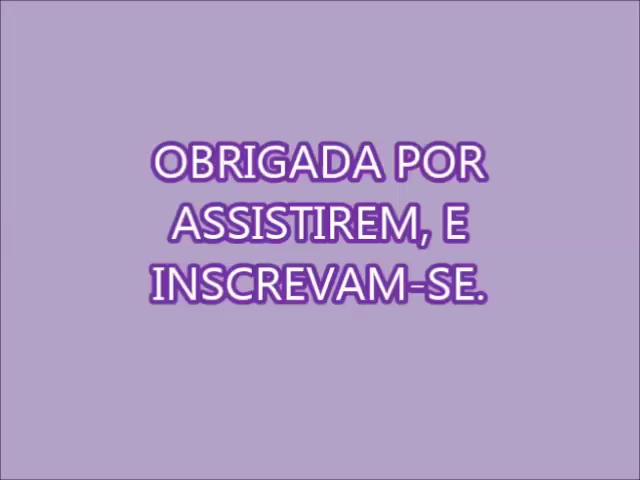 OBRIGADA POR
ASSISTIREM, E
INSCREVAM-SE.